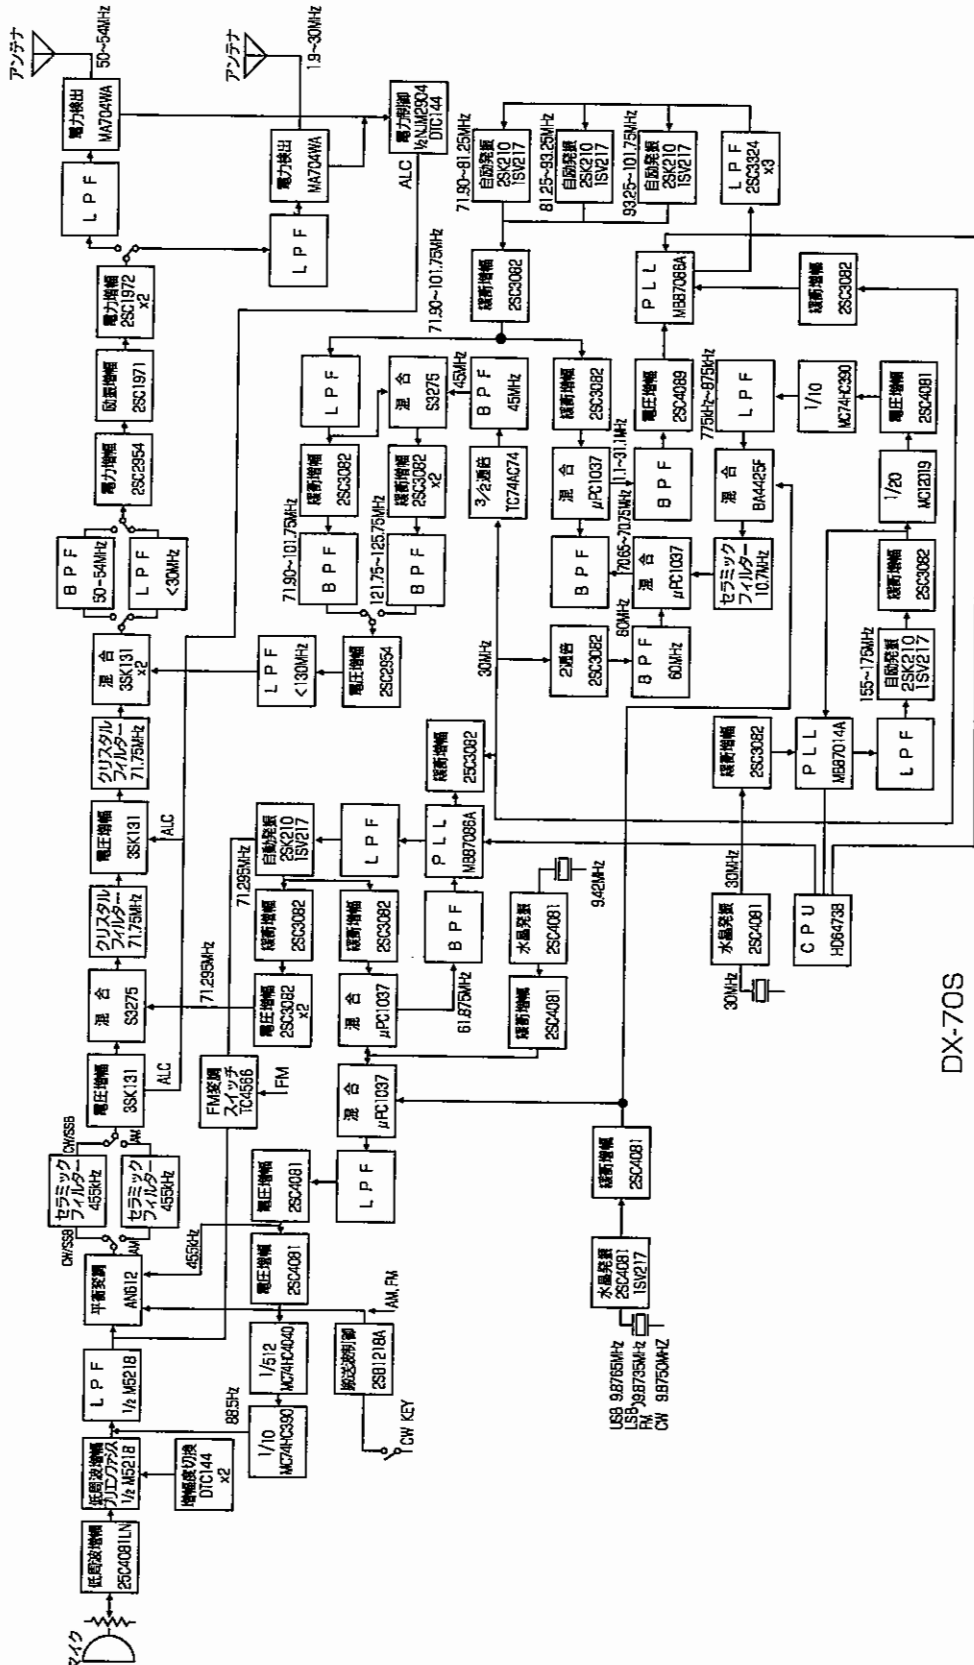 マイク
低周波増幅
2SC4081LN
低周波増幅
プリエンファシス
1/2 M5218
増幅度切換
DTC144
x2
L P F
1/2 M5218
88.5Hz
1/10
MC74HC390
1/512
MC74HC4040
電圧増幅
2SC4081
搬送波制御
2SB1218A
CW KEY
AM,FM
平衡変調
AN612
455kHz
CW/SSB
AM
セラミック
フィルター
455kHz
セラミック
フィルター
455kHz
CW/SSB
AM
電圧増幅
3SK131
ALC
混 合
S3275
71.295MHz
クリスタル
フィルター
71.75MHz
電圧増幅
3SK131
ALC
クリスタル
フィルター
71.75MHz
混 合
3SK131
x2
B P F
50-54MHz
L P F
<30MHz
電力増幅
2SC2954
励振増幅
2SC1971
電力増幅
2SC1972
x2
L P F
電力検出
MA704WA
アンテナ
50~54MHz
L P F
電力検出
MA704WA
アンテナ
1.9~30MHz
電力制御
½NJM2904
DTC144
ALC
FM変調
スイッチ
TC4566
FM
電圧増幅
2SC4081
L P F
混 合
μPC1037
混 合
μPC1037
電圧増幅
2SC3082
x2
緩衝増幅
2SC3082
緩衝増幅
2SC3082
自励発振
2SK210
1SV217
71.295MHz
L P F
P L L
MB87086A
B P F
61.875MHz
緩衝増幅
2SC3082
緩衝増幅
2SC4081
水晶発振
2SC4081
9.42MHz
L P F
<130MHz
電圧増幅
2SC2954
71.90~101.75MHz
B P F
121.75~125.75MHz
B P F
緩衝増幅
2SC3082
緩衝増幅
2SC3082
x2
L P F
混 合
S3275
45MHz
B P F
45MHz
3/2逓倍
TC74AC74
30MHz
71.90~101.75MHz
緩衝増幅
2SC3082
71.90~81.25MHz
自励発振
2SK210
1SV217
81.25~93.25MHz
自励発振
2SK210
1SV217
93.25~101.75MHz
自励発振
2SK210
1SV217
L P F
2SC3324
x3
緩衝増幅
2SC3082
混 合
μPC1037
1.1~31.1MHz
B P F
70.65~70.75MHz
2逓倍
2SC3082
60MHz
B P F
60MHz
混 合
μPC1037
B P F
電圧増幅
2SC4089
P L L
MB87086A
緩衝増幅
2SC3082
セラミック
フィルター
10.7MHz
混 合
BA4425F
L P F
775kHz~875kHz
1/10
MC74HC390
電圧増幅
2SC4081
1/20
MC12019
緩衝増幅
2SC3082
155~175MHz
自励発振
2SK210
1SV217
L P F
P L L
MB87014A
緩衝増幅
2SC3082
30MHz
水晶発振
2SC4081
30MHz
C P U
HD64738
USB 9.8765MHz
LSB
FM
9.8735MHz
CW 9.8750MHZ
水晶発振
2SC4081
1SV217
緩衝増幅
2SC4081
DX-70S